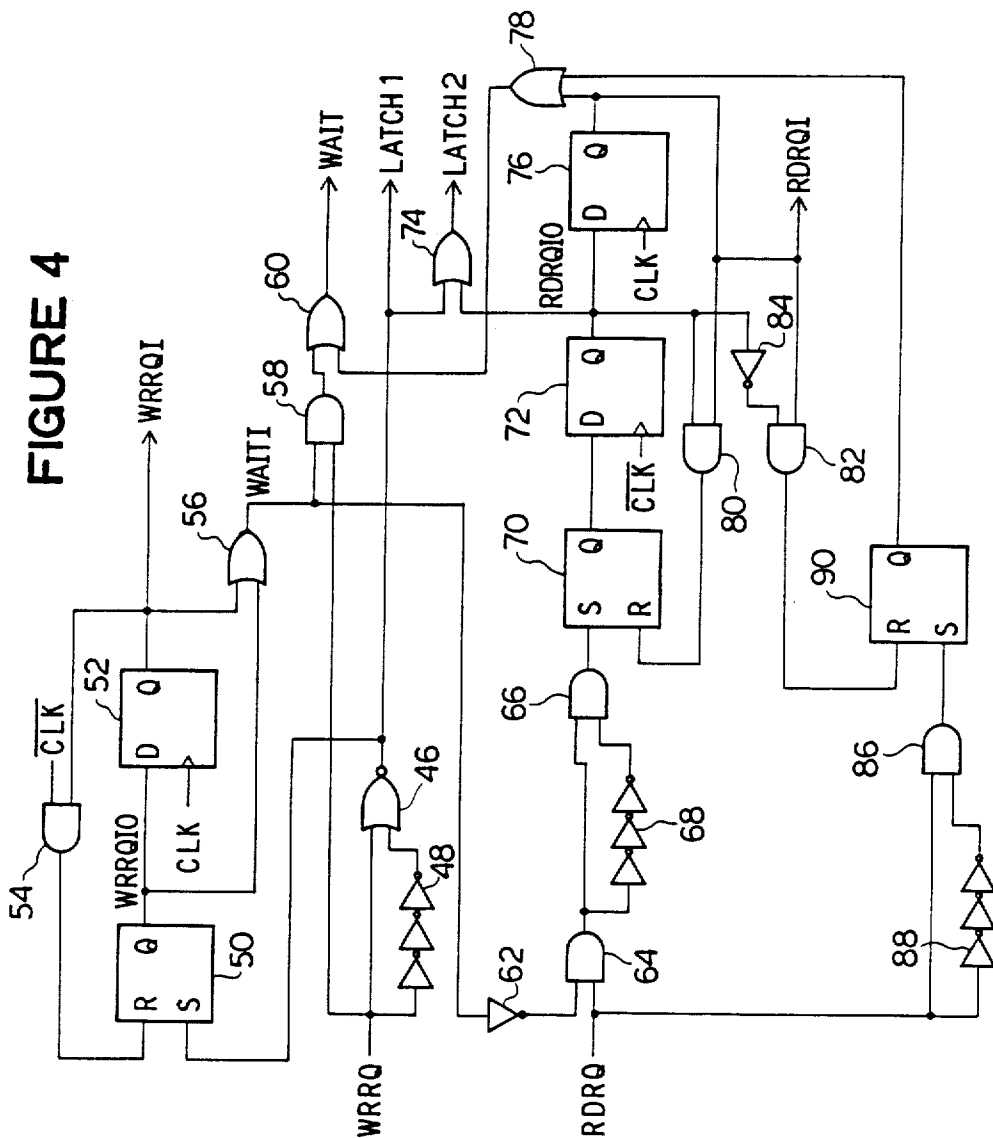 FIGURE 4
WRRQI
CLK
54
52
56
WRRQIO
D
Q
R
Q
S
50
CLK
WAITI
60
WAIT
58
LATCH1
74
LATCH2
78
46
48
WRRQ
62
64
RDRQ
66
68
70
S
Q
R
72
D
Q
CLK
RDRQIO
76
D
Q
CLK
80
84
82
RDRQI
86
88
90
R
Q
S